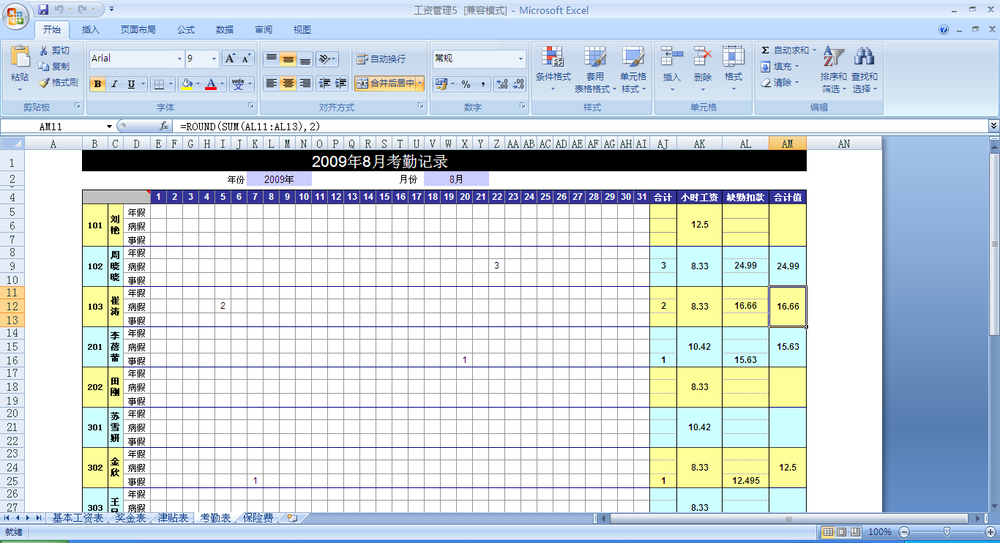 工资管理5 [兼容模式] - Microsoft Excel
开始 插入 页面布局 公式 数据 审阅 视图
粘贴 剪切 复制 格式刷 剪贴板
Arial 9 B I U A wén 字体
自动换行 合并后居中 对齐方式
常规 % , 数字
条件格式 套用表格格式 单元格样式 样式
插入 删除 格式 单元格
Σ 自动求和 填充 清除 排序和筛选 查找和选择 编辑
AM11 fx =ROUND(SUM(AL11:AL13),2)
A B C D E F G H I J K L M N O P Q R S T U V W X Y Z AA AB AC AD AE AF AG AH AI AJ AK AL AM AN
1 2009年8月考勤记录
2 年份 2009年 月份 8月
4 1 2 3 4 5 6 7 8 9 10 11 12 13 14 15 16 17 18 19 20 21 22 23 24 25 26 27 28 29 30 31 合计 小时工资 缺勤扣款 合计值
5 年假
6 101 刘艳 病假 12.5
7 事假
8 年假
9 102 周晓晓 病假 3 3 8.33 24.99 24.99
10 事假
11 年假
12 103 崔涛 病假 2 2 8.33 16.66 16.66
13 事假
14 年假
15 201 李蓓蕾 病假 10.42 15.63
16 事假 1 1 15.63
17 年假
18 202 田刚 病假 8.33
19 事假
20 年假
21 301 苏雪妍 病假 10.42
22 事假
23 年假
24 302 金欣 病假 8.33 12.5
25 事假 1 1 12.495
26 年假
27 303 王 病假 8.33
基本工资表 奖金表 津贴表 考勤表 保险费
就绪 100%